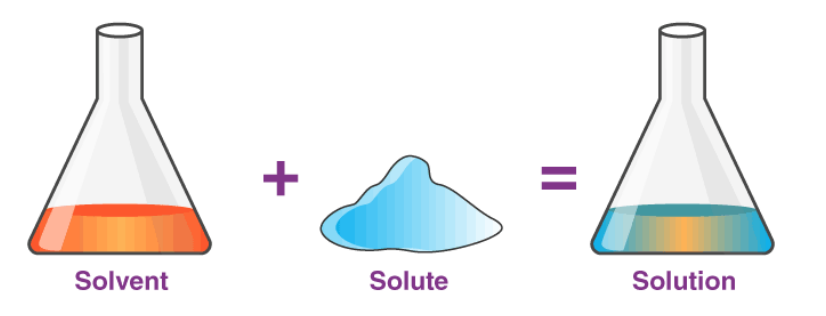 +
=
Solvent
Solute
Solution